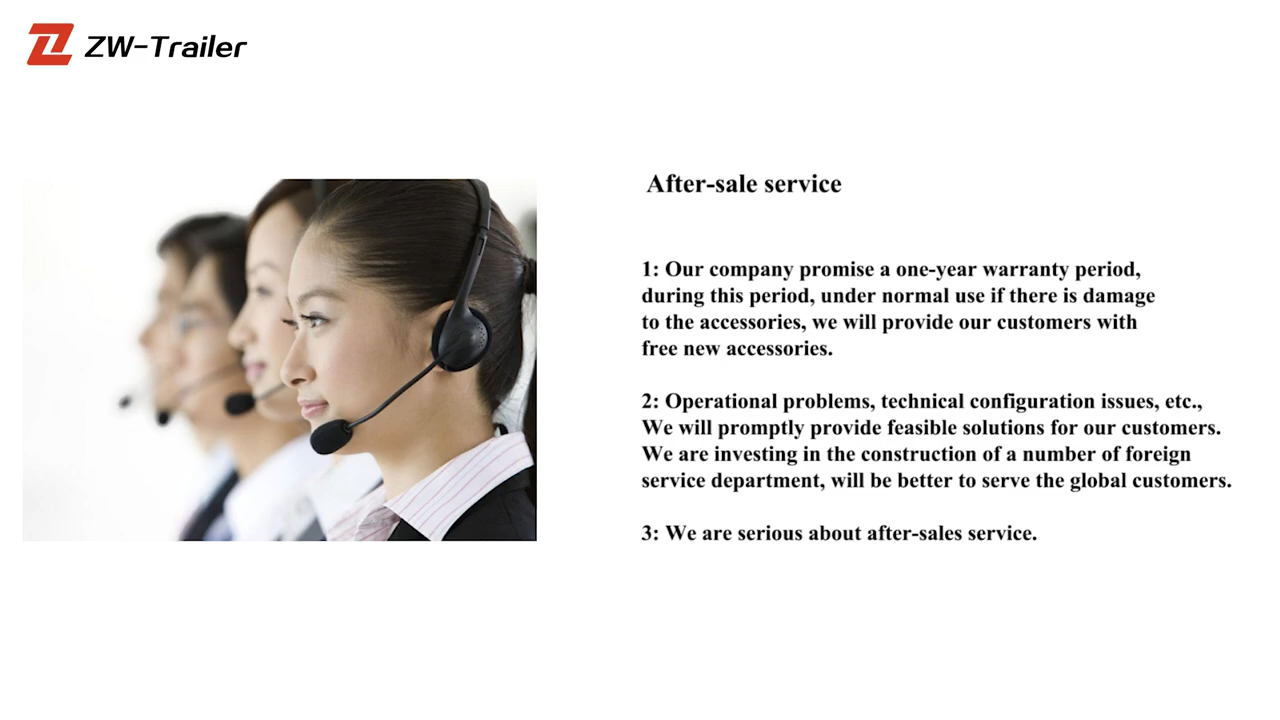 ZW-Trailer
After-sale service
1: Our company promise a one-year warranty period,
during this period, under normal use if there is damage
to the accessories, we will provide our customers with
free new accessories.
2: Operational problems, technical configuration issues, etc.,
We will promptly provide feasible solutions for our customers.
We are investing in the construction of a number of foreign
service department, will be better to serve the global customers.
3: We are serious about after-sales service.